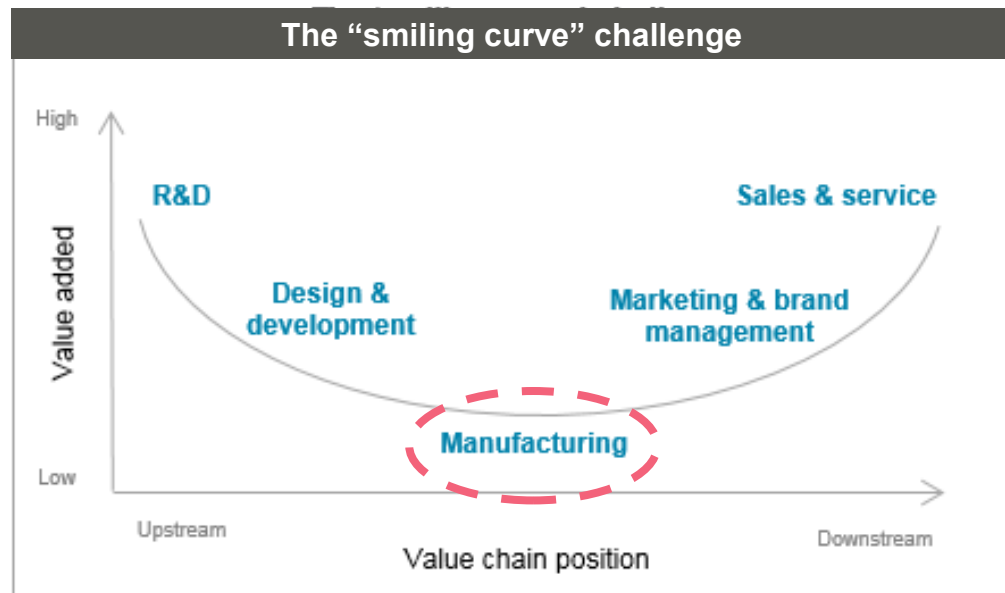 The “smiling curve” challenge
High
R&D
Sales & service
Value added
Design &
development
Marketing & brand
management
Manufacturing
Low
Upstream
Downstream
Value chain position